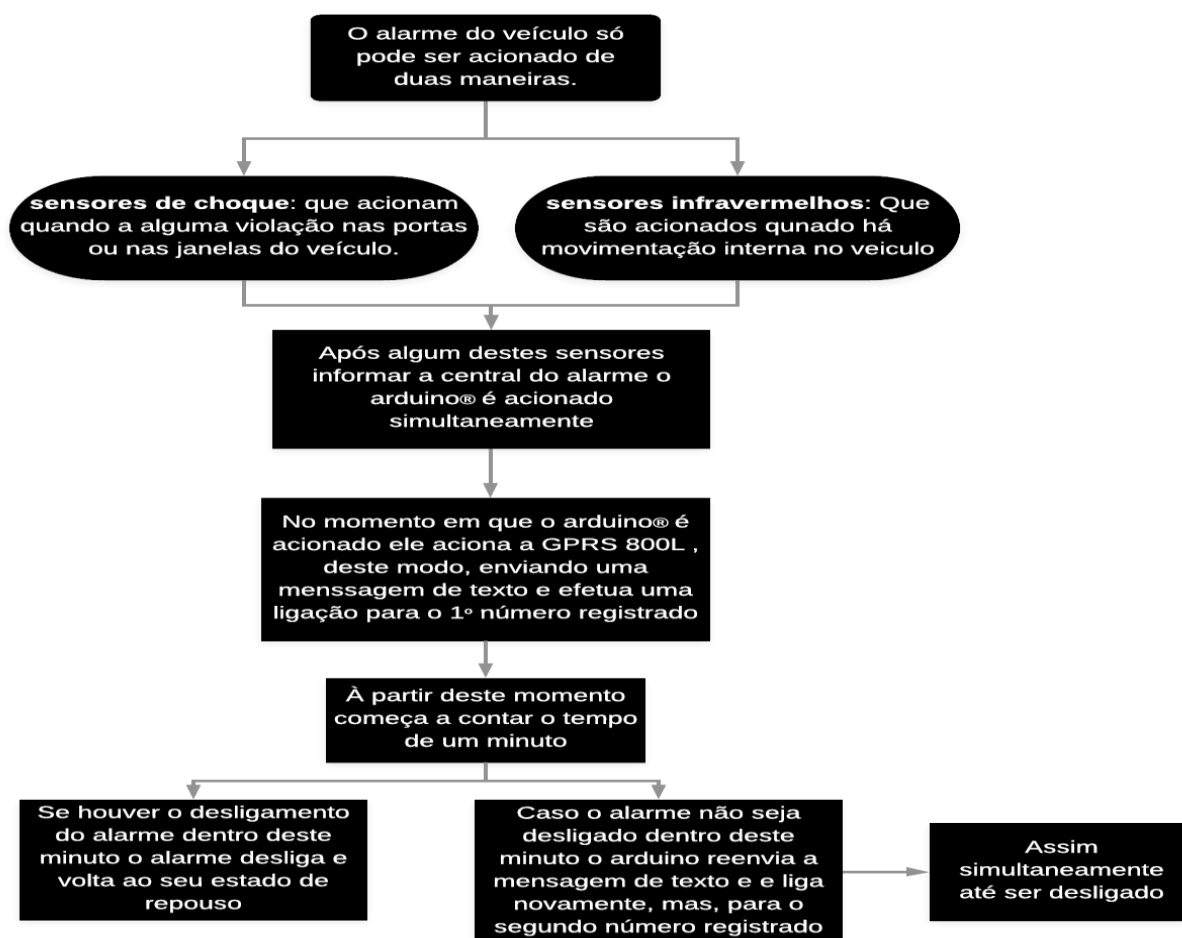 O alarme do veículo só
pode ser acionado de
duas maneiras.
sensores de choque: que acionam
quando a alguma violação nas portas
ou nas janelas do veículo.
sensores infravermelhos: Que
são acionados qunado há
movimentação interna no veiculo
Após algum destes sensores
informar a central do alarme o
arduino® é acionado
simultaneamente
No momento em que o arduino® é
acionado ele aciona a GPRS 800L ,
deste modo, enviando uma
menssagem de texto e efetua uma
ligação para o 1º número registrado
À partir deste momento
começa a contar o tempo
de um minuto
Se houver o desligamento
do alarme dentro deste
minuto o alarme desliga e
volta ao seu estado de
repouso
Caso o alarme não seja
desligado dentro deste
minuto o arduino reenvia a
mensagem de texto e e liga
novamente, mas, para o
segundo número registrado
Assim
simultaneamente
até ser desligado